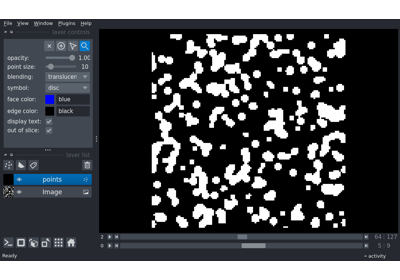 File View Window Plugins Help
layer controls
opacity: 1.00
point size: 10
blending: translucen
symbol: disc
face color: blue
edge color: black
display text:
out of slice:
layer list
points
Image
2 64 127
0 5 9
Ready activity